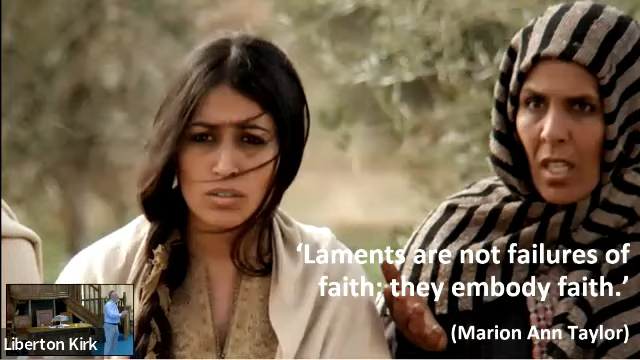 ‘Laments are not failures of
faith; they embody faith.’
(Marion Ann Taylor)
Liberton Kirk